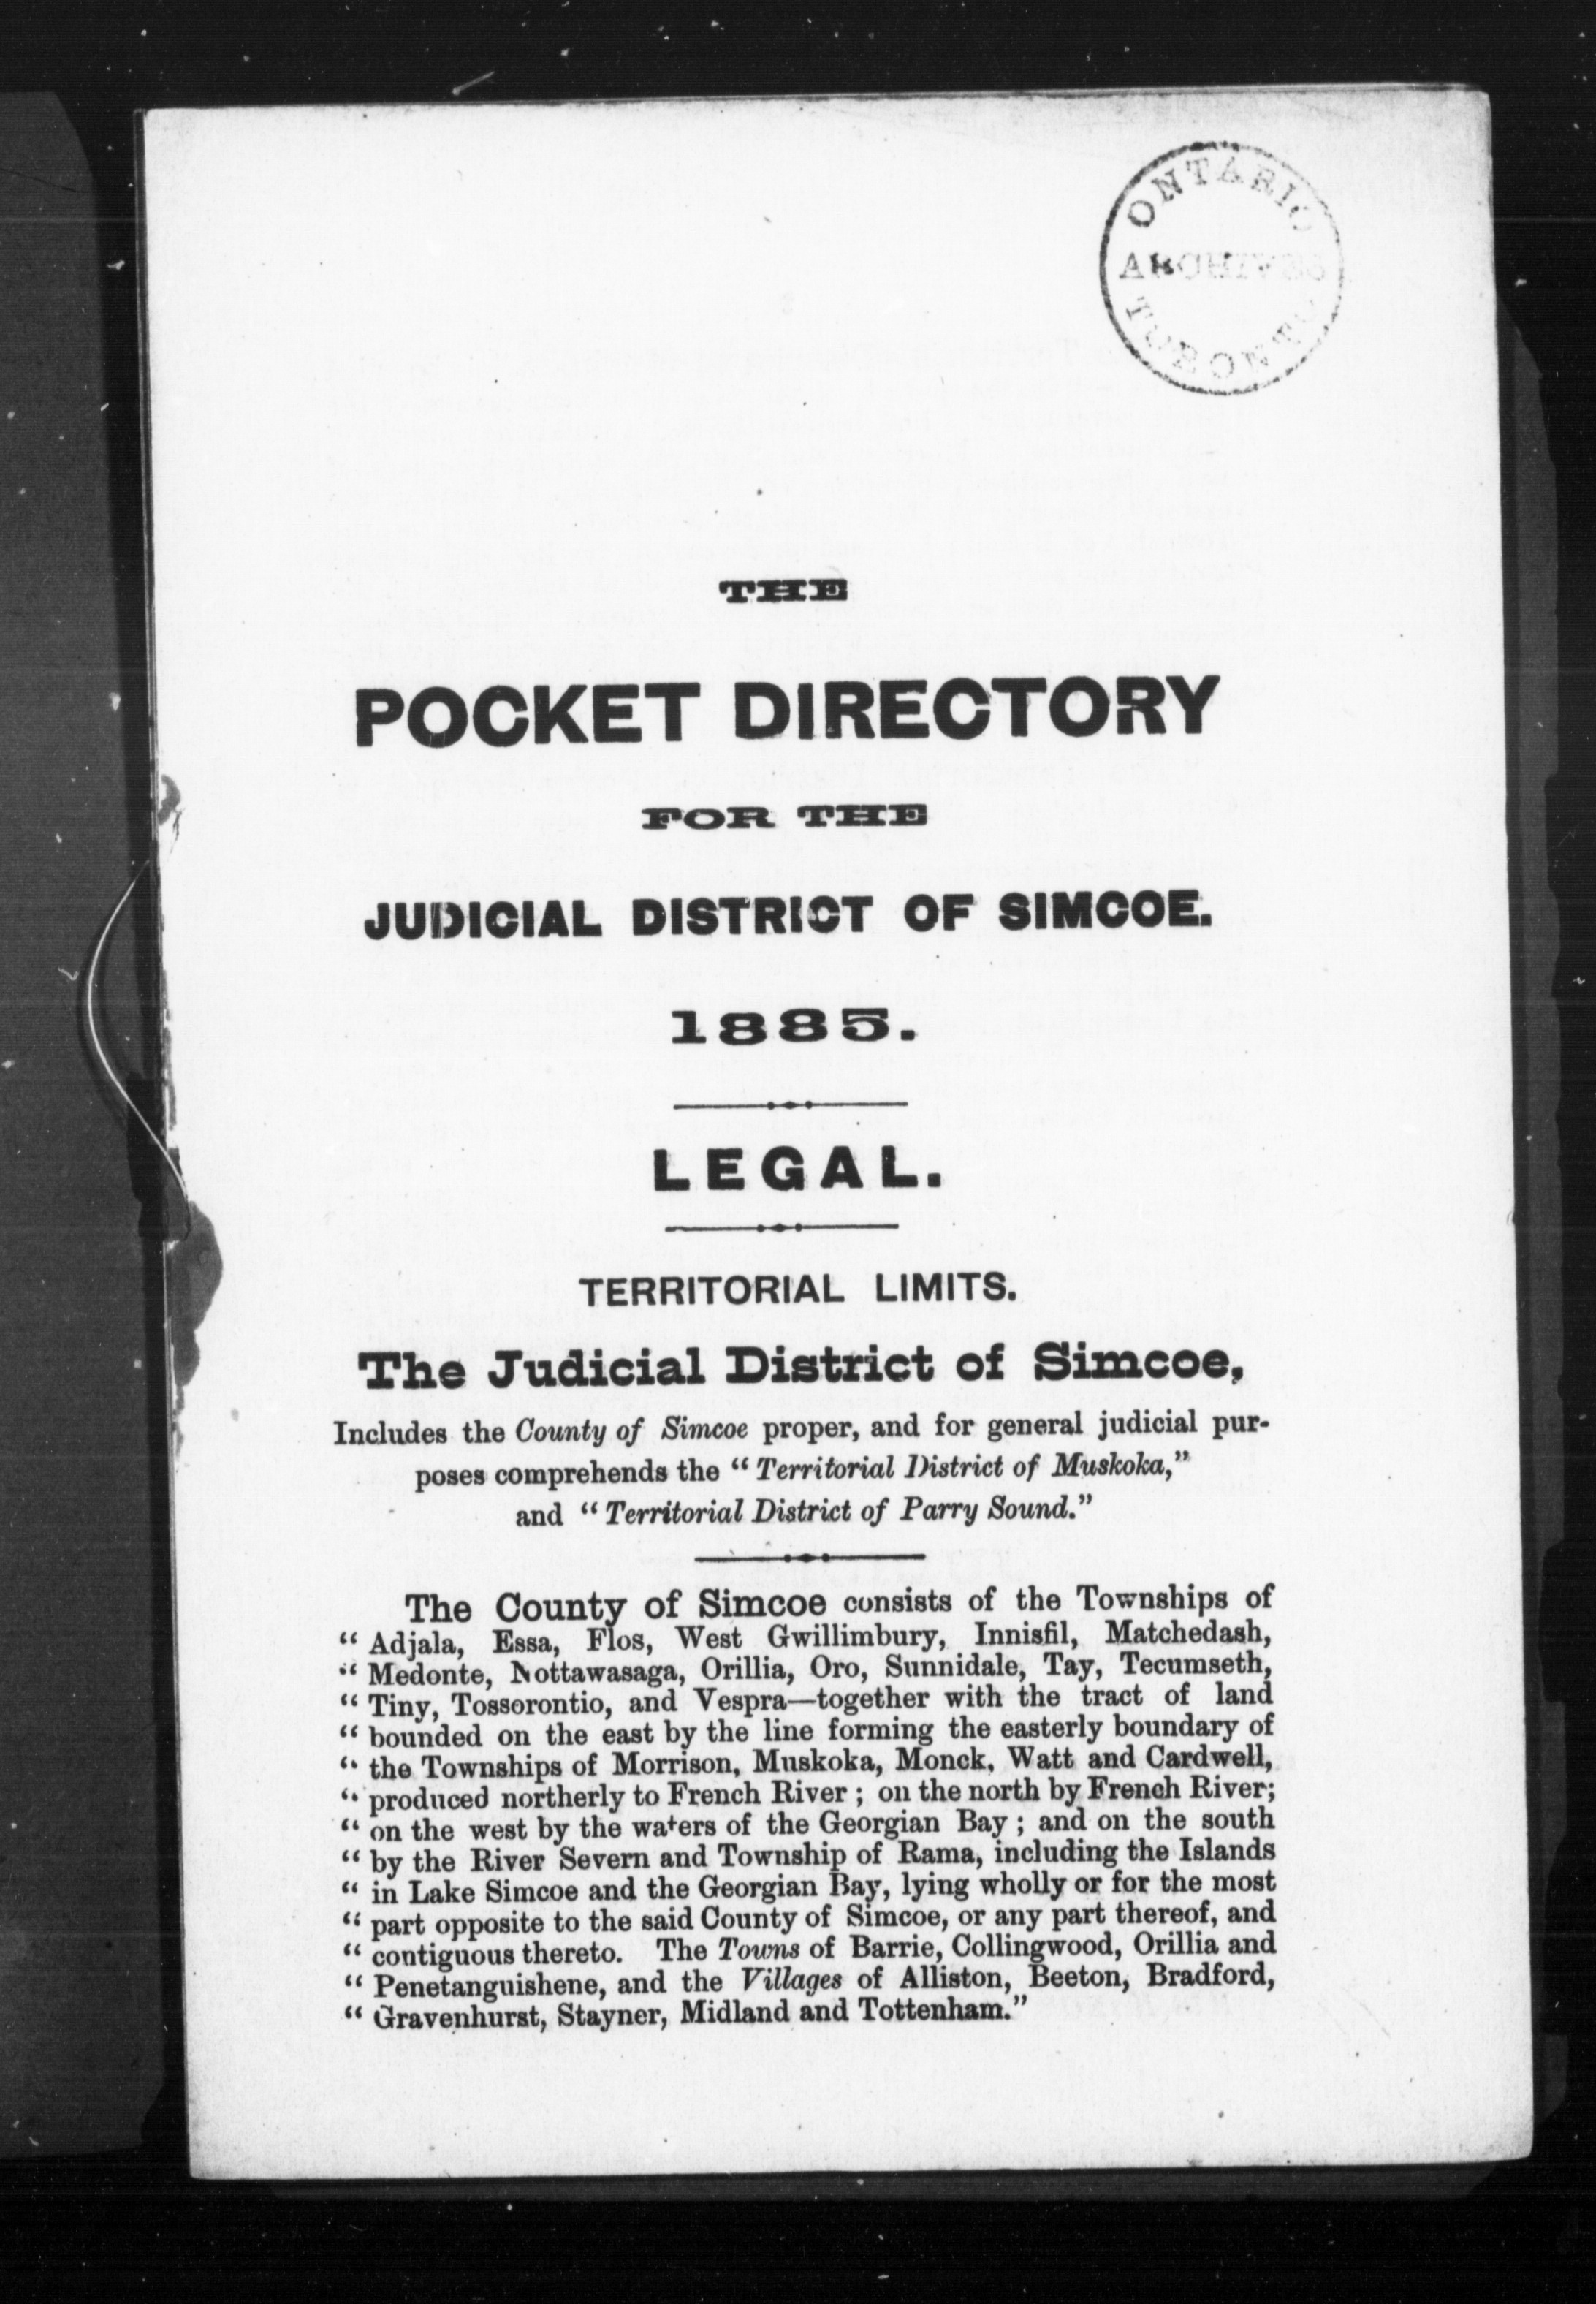 ONTARIO
ARCHIVES
TORONTO
THE
POCKET DIRECTORY
FOR THE
JUDICIAL DISTRICT OF SIMCOE.
1885.
LEGAL.
TERRITORIAL LIMITS.
The Judicial District of Simcoe,
Includes the County of Simcoe proper, and for general judicial pur-
poses comprehends the “Territorial District of Muskoka,”
and “Territorial District of Parry Sound.”
The County of Simcoe consists of the Townships of
“ Adjala, Essa, Flos, West Gwillimbury, Innisfil, Matchedash,
“ Medonte, Nottawasaga, Orillia, Oro, Sunnidale, Tay, Tecumseth,
“ Tiny, Tossorontio, and Vespra—together with the tract of land
“ bounded on the east by the line forming the easterly boundary of
“ the Townships of Morrison, Muskoka, Monck, Watt and Cardwell,
“ produced northerly to French River ; on the north by French River;
“ on the west by the waters of the Georgian Bay ; and on the south
“ by the River Severn and Township of Rama, including the Islands
“ in Lake Simcoe and the Georgian Bay, lying wholly or for the most
“ part opposite to the said County of Simcoe, or any part thereof, and
“ contiguous thereto. The Towns of Barrie, Collingwood, Orillia and
“ Penetanguishene, and the Villages of Alliston, Beeton, Bradford,
“ Gravenhurst, Stayner, Midland and Tottenham.”